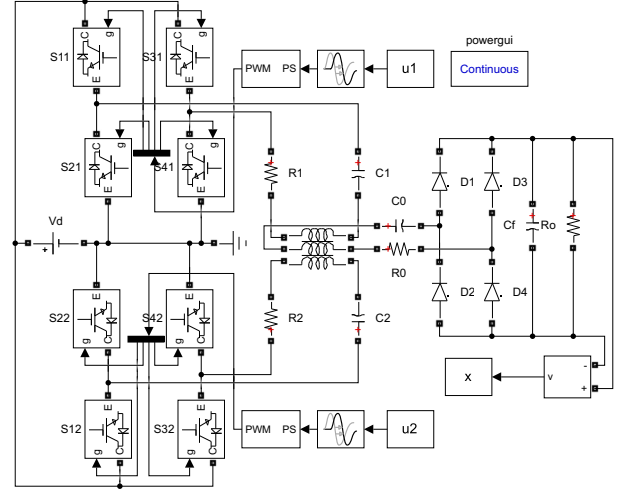 powergui
Continuous
C
g
E
S11
C
g
E
S31
PWM
PS
u1
C
g
E
S21
C
g
E
S41
R1
C1
D1
D3
C0
Vd
+
Cf
Ro
R0
E
g
C
S22
E
g
C
S42
R2
C2
D2
D4
x
v
-
+
E
g
C
S12
E
g
C
S32
PWM
PS
u2